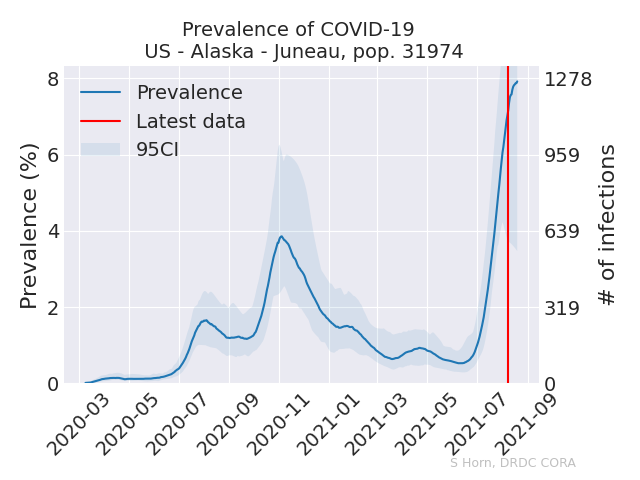 Prevalence of COVID-19
US - Alaska - Juneau, pop. 31974
Prevalence
Latest data
95CI
Prevalence (%)
8
6
4
2
0
# of infections
1278
959
639
319
0
2020-03
2020-05
2020-07
2020-09
2020-11
2021-01
2021-03
2021-05
2021-07
2021-09
S Horn, DRDC CORA